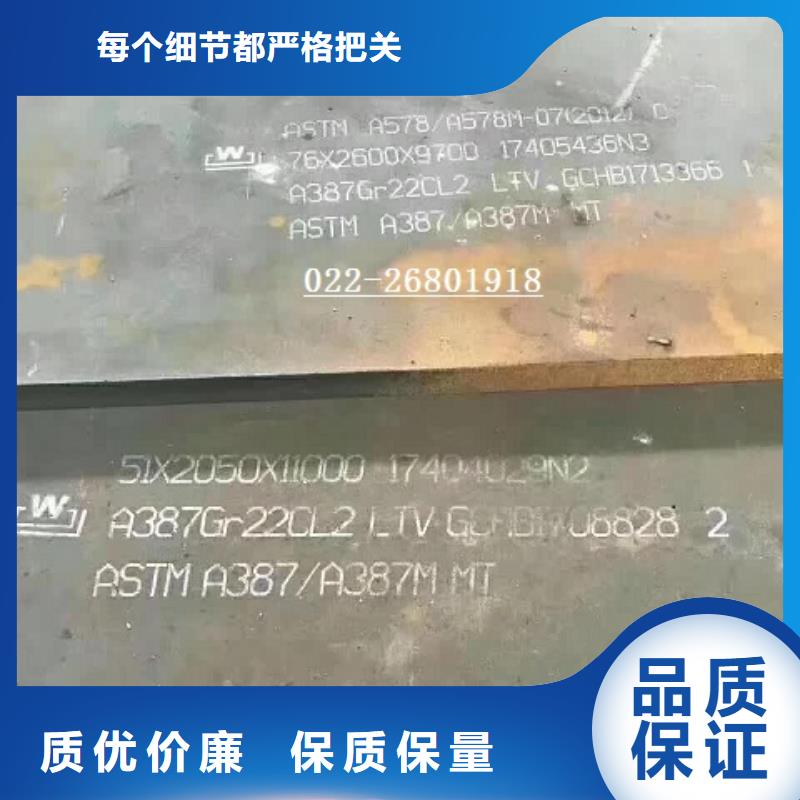 每个细节都严格把关
ASTM A578/A578M-07(2012) C
W 76X2600X9700 17405436N3
A387Gr22CL2 LTV GCHB1713366 1
ASTM A387/A387M MT
022-26801918
51X2050X11000 17404029N2
W A387Gr22CL2 LTV 2
ASTM A387/A387M MT
品质
保证
质优价廉 保质保量